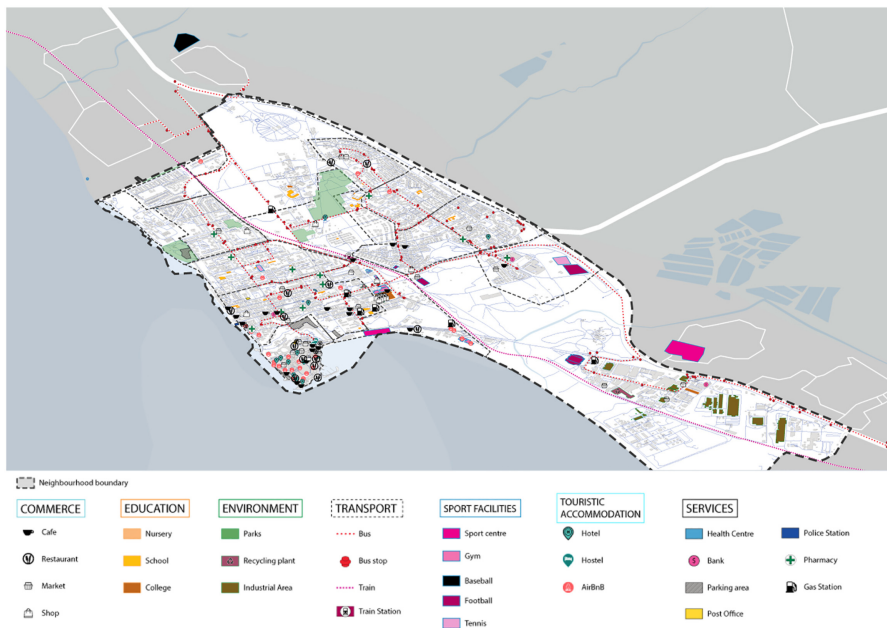 Neighbourhood boundary
COMMERCE
Cafe
Restaurant
Market
Shop
EDUCATION
Nursery
School
College
ENVIRONMENT
Parks
Recycling plant
Industrial Area
TRANSPORT
Bus
Bus stop
Train
Train Station
SPORT FACILITIES
Sport centre
Gym
Baseball
Football
Tennis
TOURISTIC
ACCOMMODATION
Hotel
Hostel
AirBnB
SERVICES
Health Centre
Bank
Parking area
Post Office
Police Station
Pharmacy
Gas Station